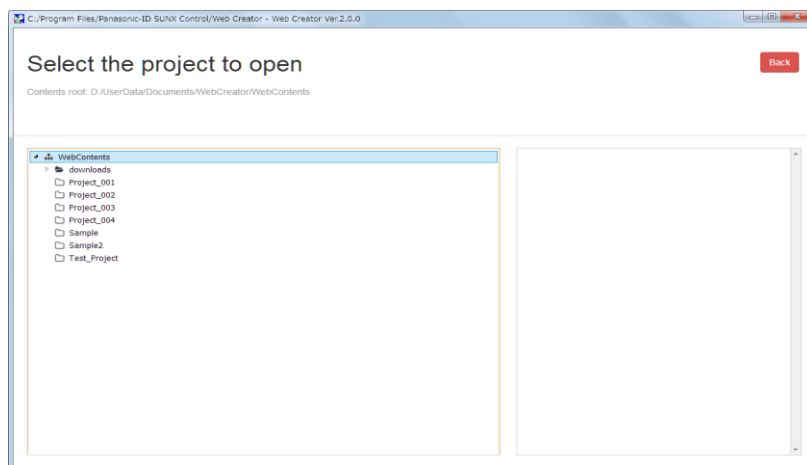 C:/Program Files/Panasonic-ID SUNX Control/Web Creator - Web Creator Ver.2.0.0
Select the project to open
Back
Contents root: D:/UserData/Documents/WebCreator/WebContents
WebContents
downloads
Project_001
Project_002
Project_003
Project_004
Sample
Sample2
Test_Project